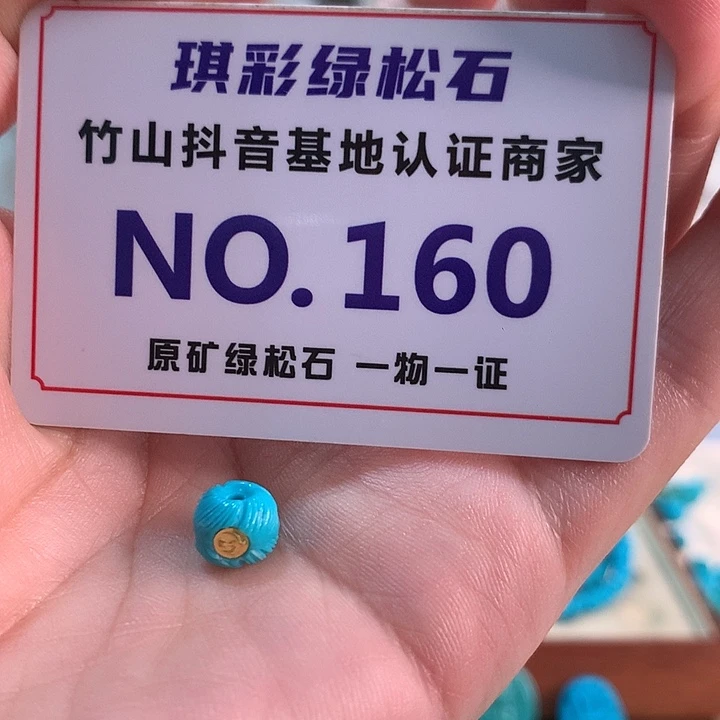 琪彩绿松石
竹山抖音基地认证商家
NO.160
原矿绿松石 一物一证